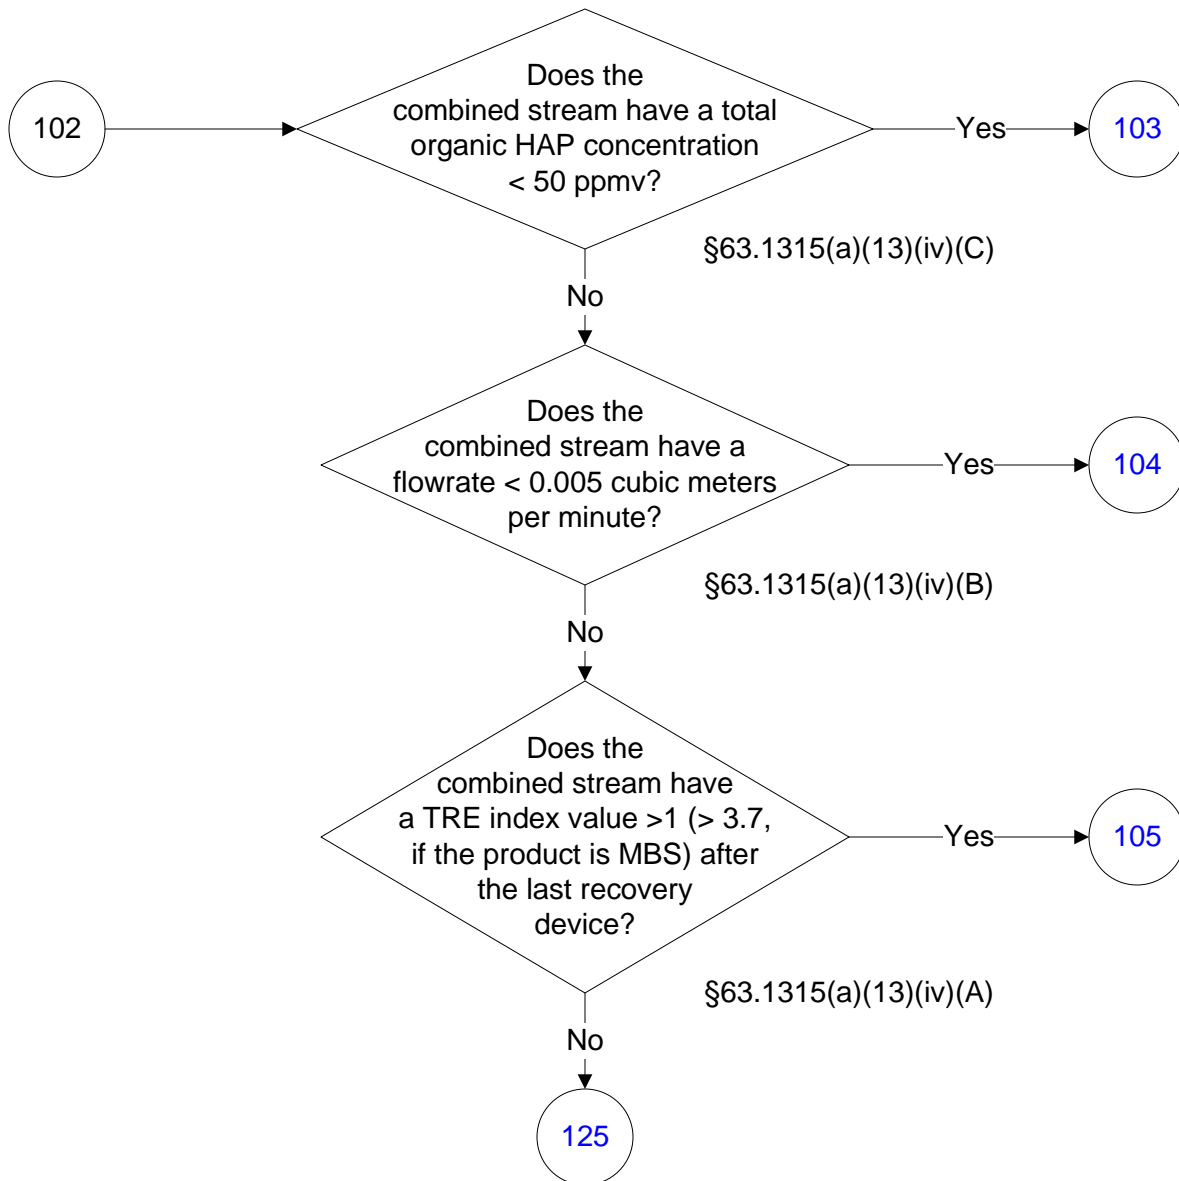 102
Does the
combined stream have a total
organic HAP concentration
< 50 ppmv?
Yes
103
§63.1315(a)(13)(iv)(C)
No
Does the
combined stream have a
flowrate < 0.005 cubic meters
per minute?
Yes
104
§63.1315(a)(13)(iv)(B)
No
Does the
combined stream have
a TRE index value >1 (> 3.7,
if the product is MBS) after
the last recovery
device?
Yes
105
§63.1315(a)(13)(iv)(A)
No
125